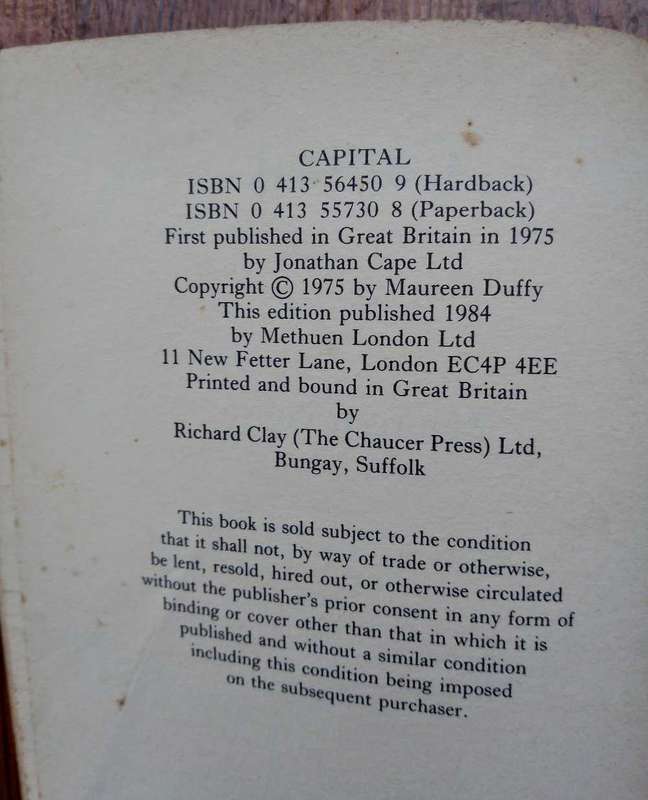 CAPITAL
ISBN 0 413 56450 9 (Hardback)
ISBN 0 413 55730 8 (Paperback)
First published in Great Britain in 1975
by Jonathan Cape Ltd
Copyright © 1975 by Maureen Duffy
This edition published 1984
by Methuen London Ltd
11 New Fetter Lane, London EC4P 4EE
Printed and bound in Great Britain
by
Richard Clay (The Chaucer Press) Ltd,
Bungay, Suffolk
This book is sold subject to the condition
that it shall not, by way of trade or otherwise,
be lent, resold, hired out, or otherwise circulated
without the publisher's prior consent in any form of
binding or cover other than that in which it is
published and without a similar condition
including this condition being imposed
on the subsequent purchaser.